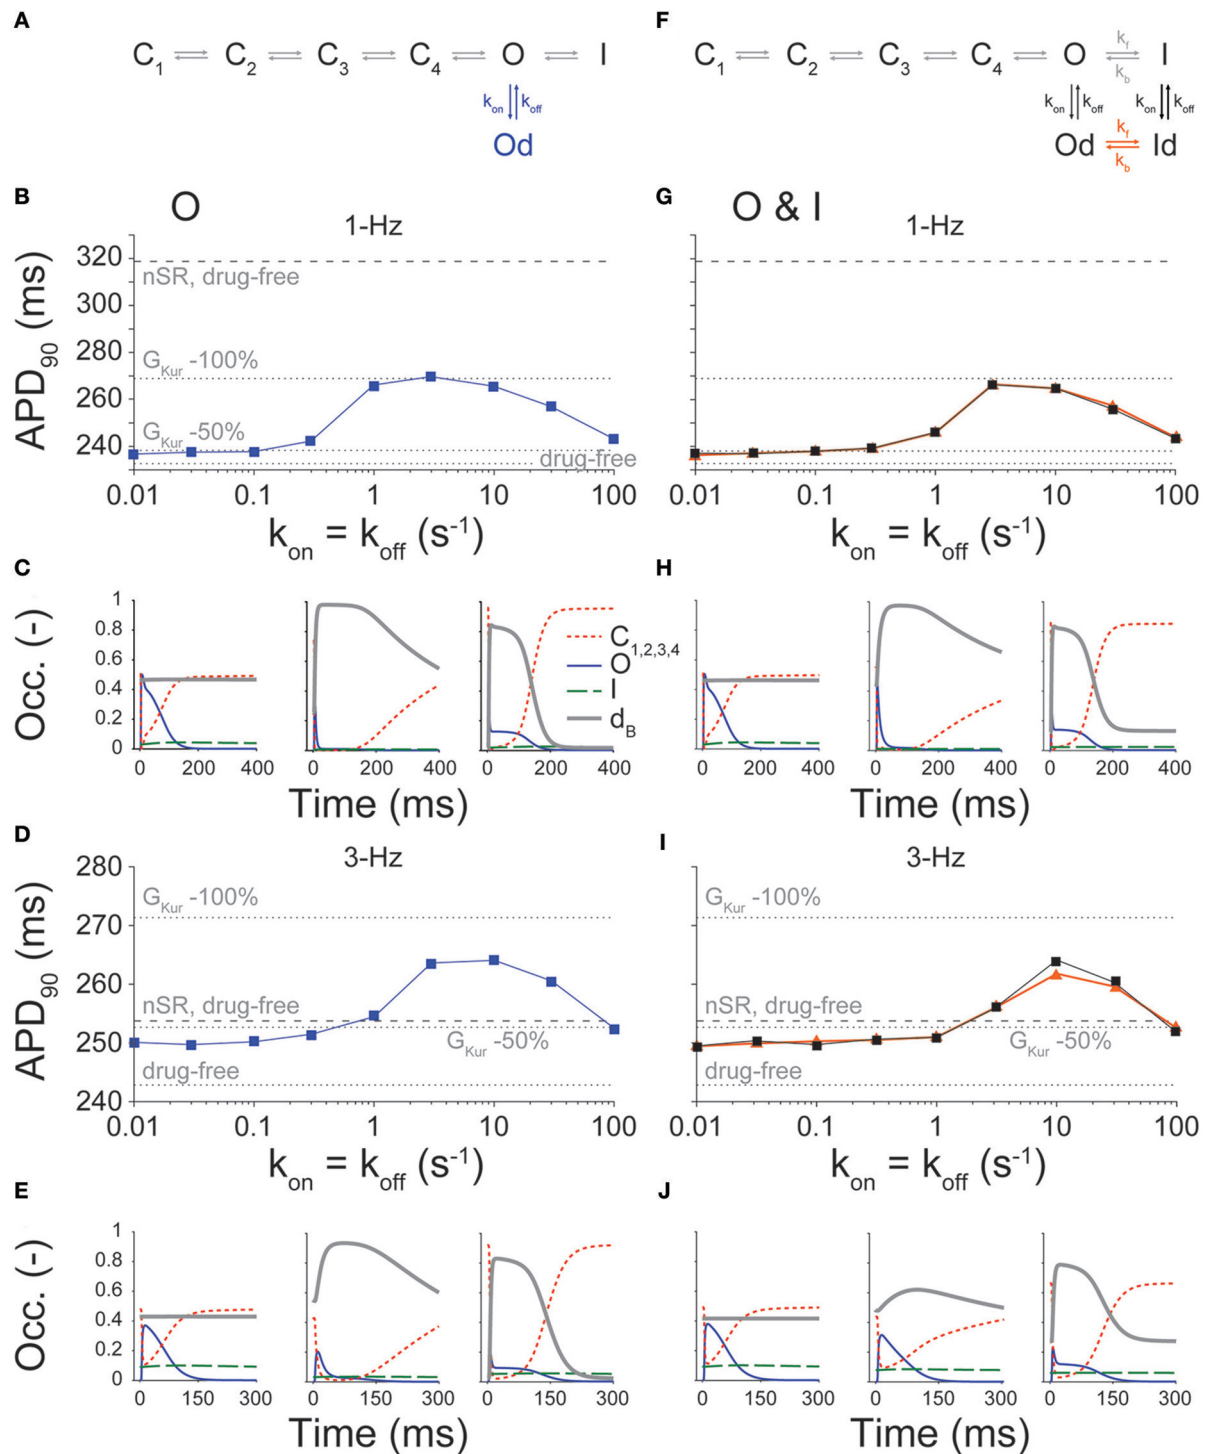 A
C1 C2 C3 C4 O I
kon koff
Od
F
C1 C2 C3 C4 O I
kf
kb
kon koff kon koff
Od Id
kf
kb
B
O
1-Hz
APD90 (ms)
320
300
280
260
240
nSR, drug-free
GKur -100%
GKur -50%
drug-free
0.01 0.1 1 10 100
kon = koff (s-1)
G
O & I
1-Hz
0.01 0.1 1 10 100
kon = koff (s-1)
C
Occ. (-)
1
0.8
0.6
0.4
0.2
0
C1,2,3,4
O
I
dB
0 200 400 0 200 400 0 200 400
Time (ms)
H
0 200 400 0 200 400 0 200 400
Time (ms)
D
3-Hz
APD90 (ms)
280
270
260
250
240
GKur -100%
nSR, drug-free
GKur -50%
drug-free
0.01 0.1 1 10 100
kon = koff (s-1)
I
3-Hz
GKur -100%
nSR, drug-free
GKur -50%
drug-free
0.01 0.1 1 10 100
kon = koff (s-1)
E
Occ. (-)
1
0.8
0.6
0.4
0.2
0
0 150 300 0 150 300 0 150 300
Time (ms)
J
0 150 300 0 150 300 0 150 300
Time (ms)